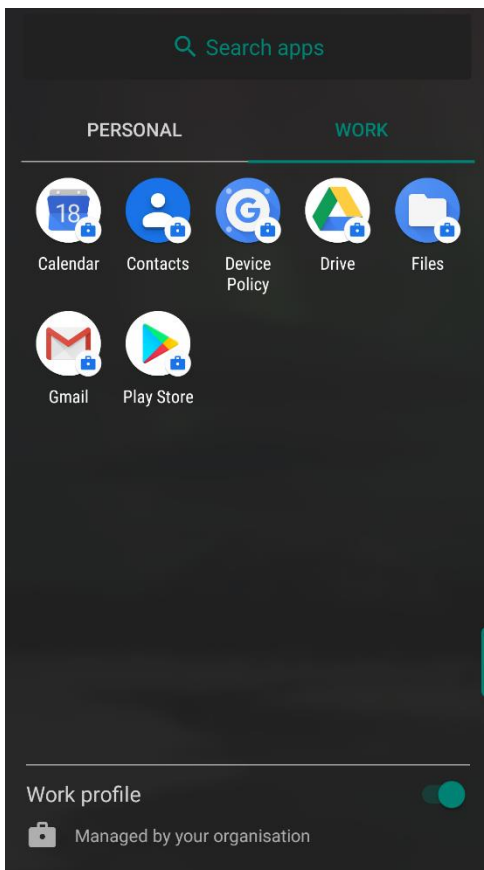 Search apps
PERSONAL WORK
18
Calendar Contacts Device Policy Drive Files
G
Gmail Play Store
Work profile
Managed by your organisation